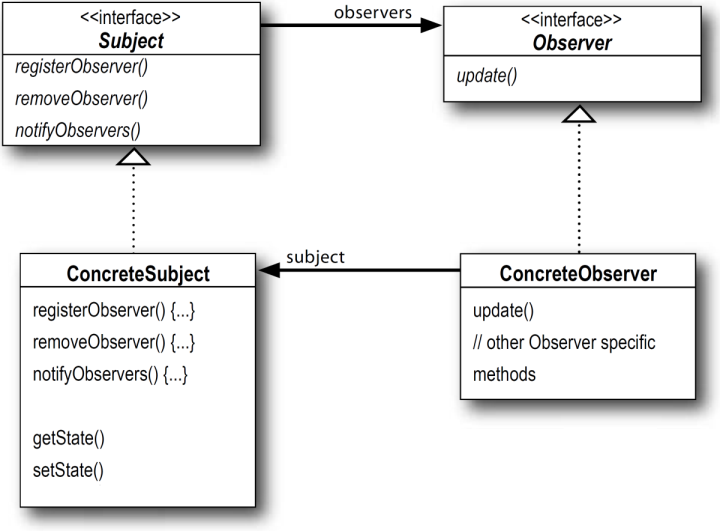 <<interface>>
Subject
registerObserver()
removeObserver()
notifyObservers()
observers
<<interface>>
Observer
update()
ConcreteSubject
registerObserver() {...}
removeObserver() {...}
notifyObservers() {...}
getState()
setState()
subject
ConcreteObserver
update()
// other Observer specific
methods